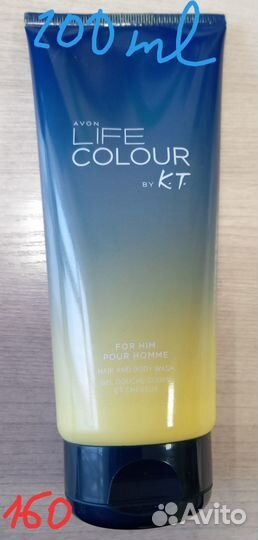 200 ml
AVON
LIFE
COLOUR
BY K.T.
FOR HIM
POUR HOMME
HAIR AND BODY WASH
GEL DOUCHE CORPS
ET CHEVEUX
160
Avito